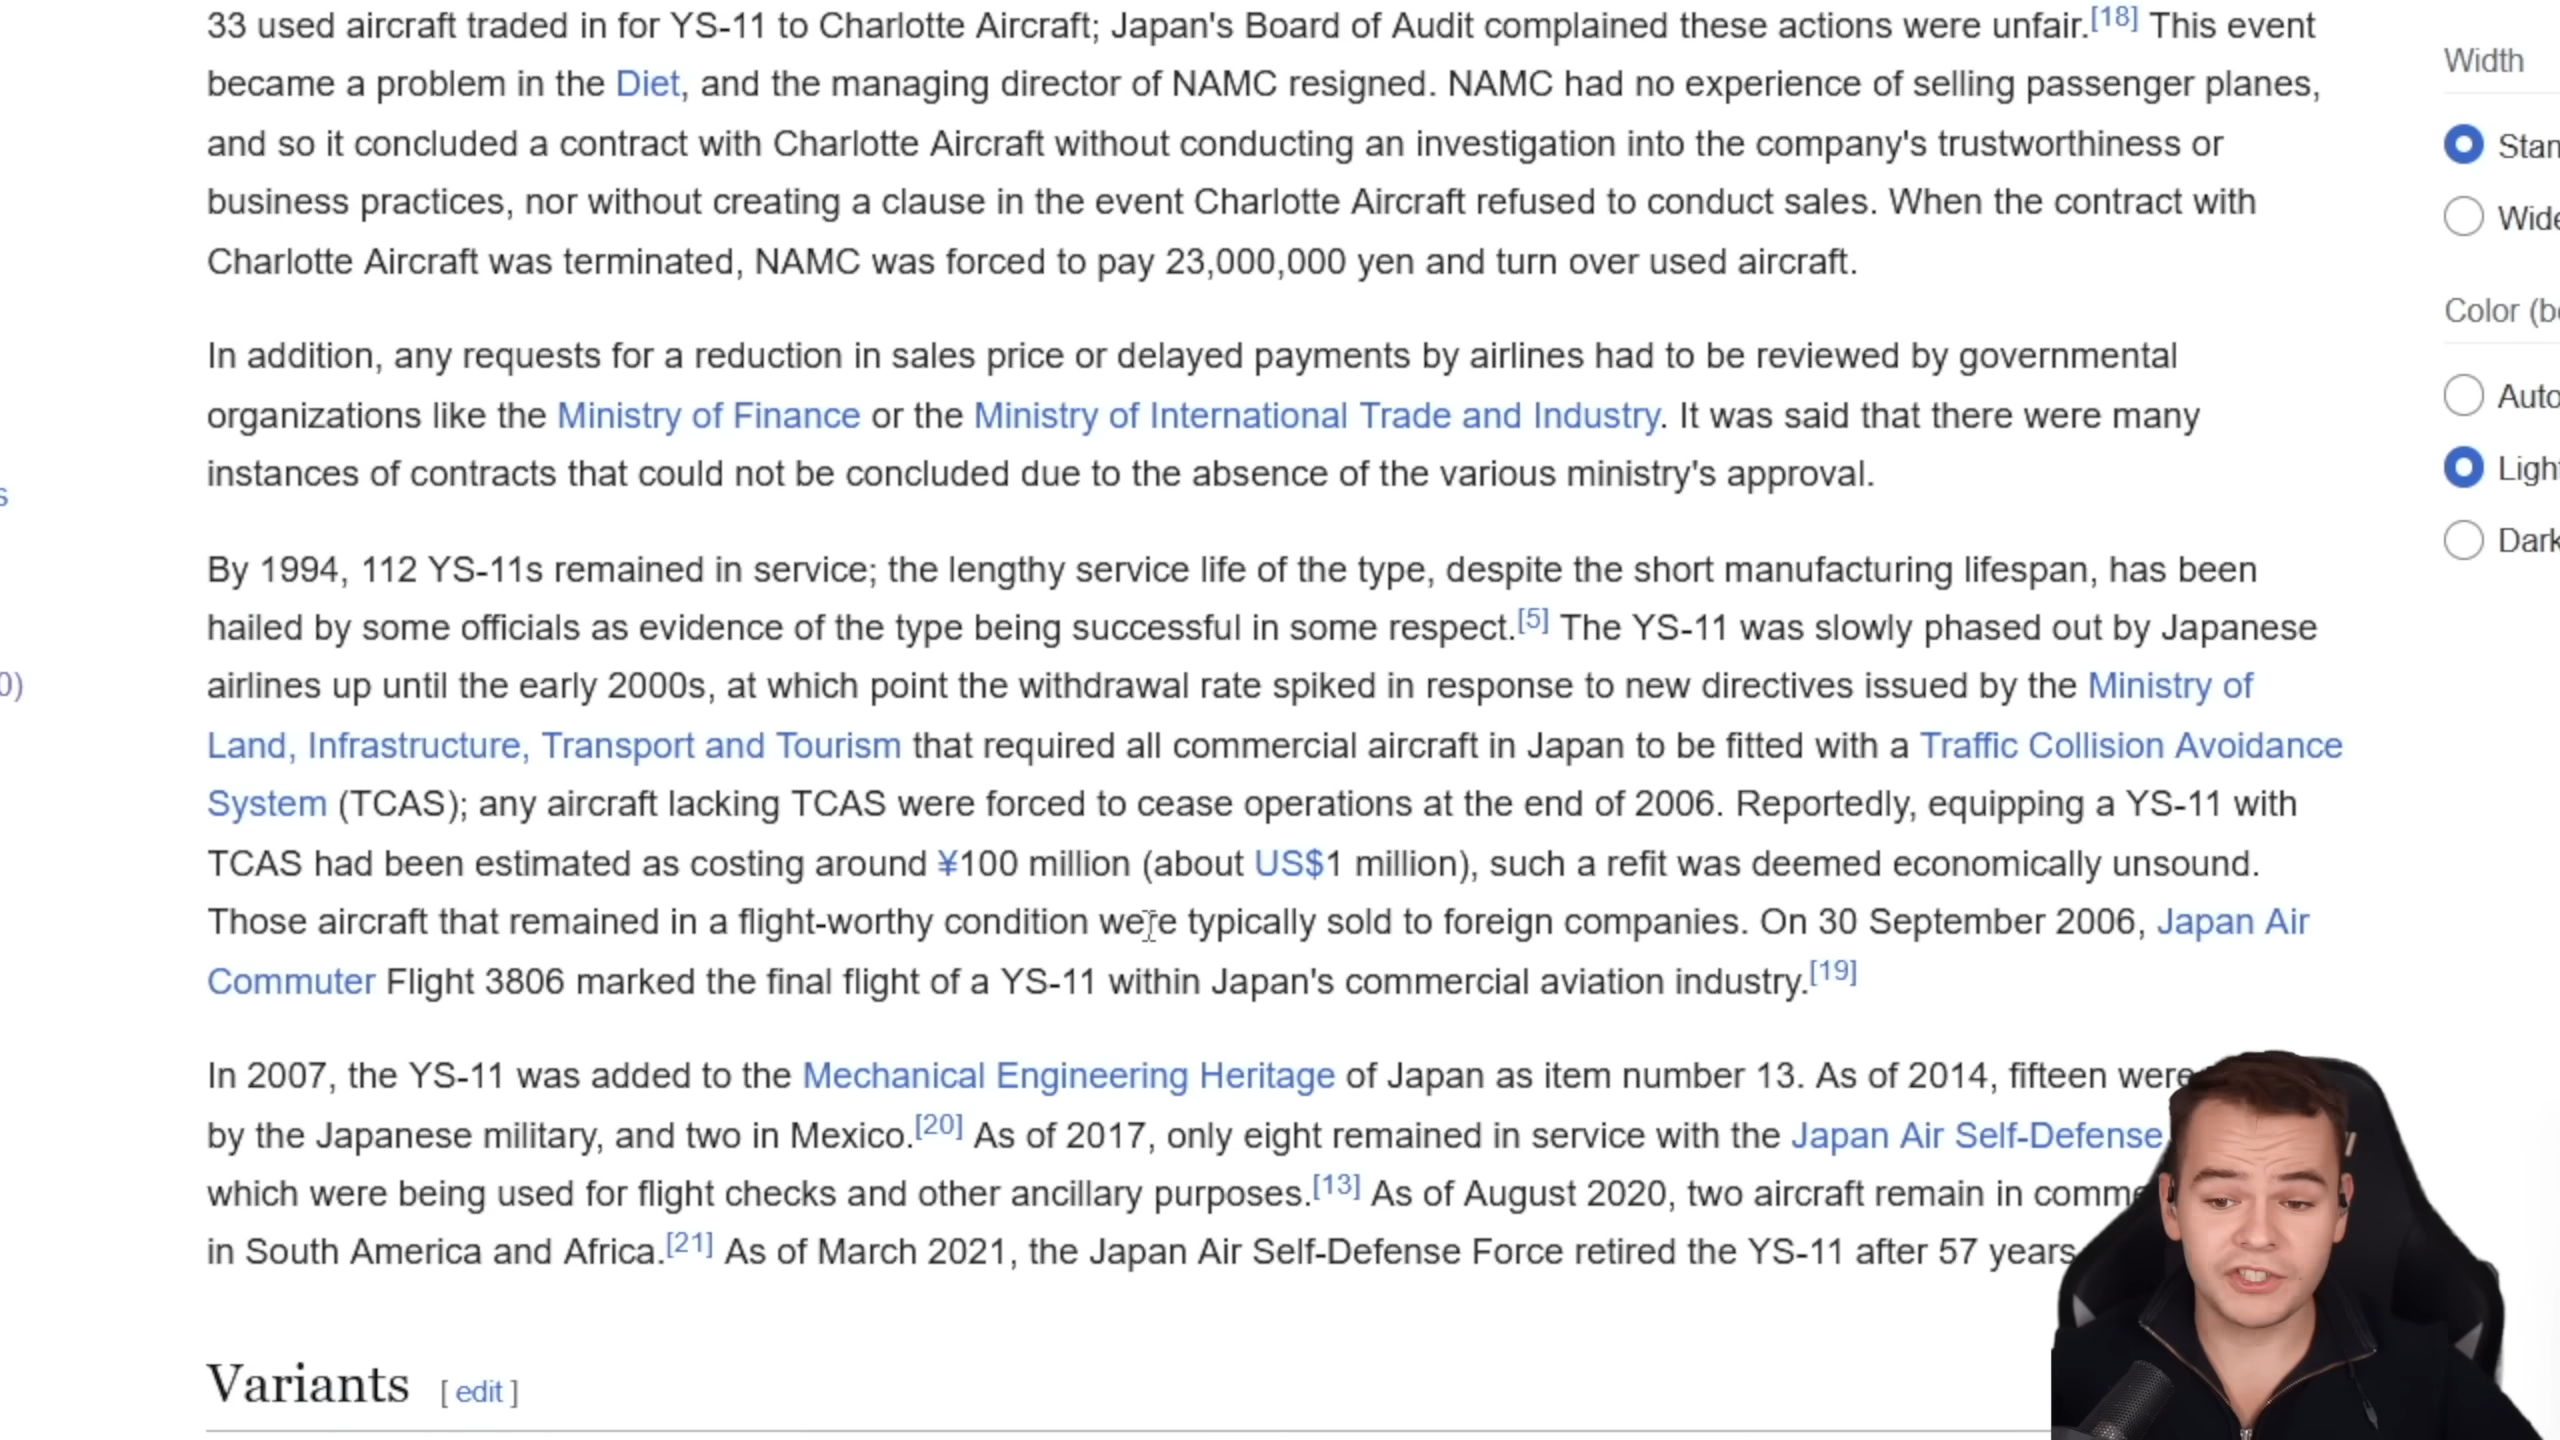 33 used aircraft traded in for YS-11 to Charlotte Aircraft; Japan's Board of Audit complained these actions were unfair.[18] This event
became a problem in the Diet, and the managing director of NAMC resigned. NAMC had no experience of selling passenger planes,
and so it concluded a contract with Charlotte Aircraft without conducting an investigation into the company's trustworthiness or
business practices, nor without creating a clause in the event Charlotte Aircraft refused to conduct sales. When the contract with
Charlotte Aircraft was terminated, NAMC was forced to pay 23,000,000 yen and turn over used aircraft.
In addition, any requests for a reduction in sales price or delayed payments by airlines had to be reviewed by governmental
organizations like the Ministry of Finance or the Ministry of International Trade and Industry. It was said that there were many
instances of contracts that could not be concluded due to the absence of the various ministry's approval.
By 1994, 112 YS-11s remained in service; the lengthy service life of the type, despite the short manufacturing lifespan, has been
hailed by some officials as evidence of the type being successful in some respect.[5] The YS-11 was slowly phased out by Japanese
airlines up until the early 2000s, at which point the withdrawal rate spiked in response to new directives issued by the Ministry of
Land, Infrastructure, Transport and Tourism that required all commercial aircraft in Japan to be fitted with a Traffic Collision Avoidance
System (TCAS); any aircraft lacking TCAS were forced to cease operations at the end of 2006. Reportedly, equipping a YS-11 with
TCAS had been estimated as costing around ¥100 million (about US$1 million), such a refit was deemed economically unsound.
Those aircraft that remained in a flight-worthy condition were typically sold to foreign companies. On 30 September 2006, Japan Air
Commuter Flight 3806 marked the final flight of a YS-11 within Japan's commercial aviation industry.[19]
In 2007, the YS-11 was added to the Mechanical Engineering Heritage of Japan as item number 13. As of 2014, fifteen were
by the Japanese military, and two in Mexico.[20] As of 2017, only eight remained in service with the Japan Air Self-Defense
which were being used for flight checks and other ancillary purposes.[13] As of August 2020, two aircraft remain in comme
in South America and Africa.[21] As of March 2021, the Japan Air Self-Defense Force retired the YS-11 after 57 years
Variants [ edit ]
s
0)
Width
Stan
Wide
Color (be
Auto
Ligh
Dark